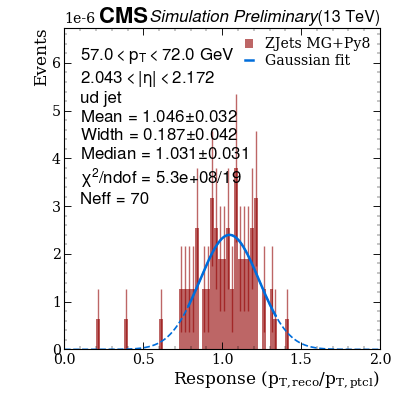 1e-6 CMS Simulation Preliminary (13 TeV)
Events
57.0 < p_T < 72.0 GeV
2.043 < |η| < 2.172
ud jet
Mean = 1.046±0.032
Width = 0.187±0.042
Median = 1.031±0.031
χ²/ndof = 5.3e+08/19
Neff = 70
ZJets MG+Py8
Gaussian fit
6
5
4
3
2
1
0
0.0 0.5 1.0 1.5 2.0
Response (p_T,reco/p_T,ptcl)